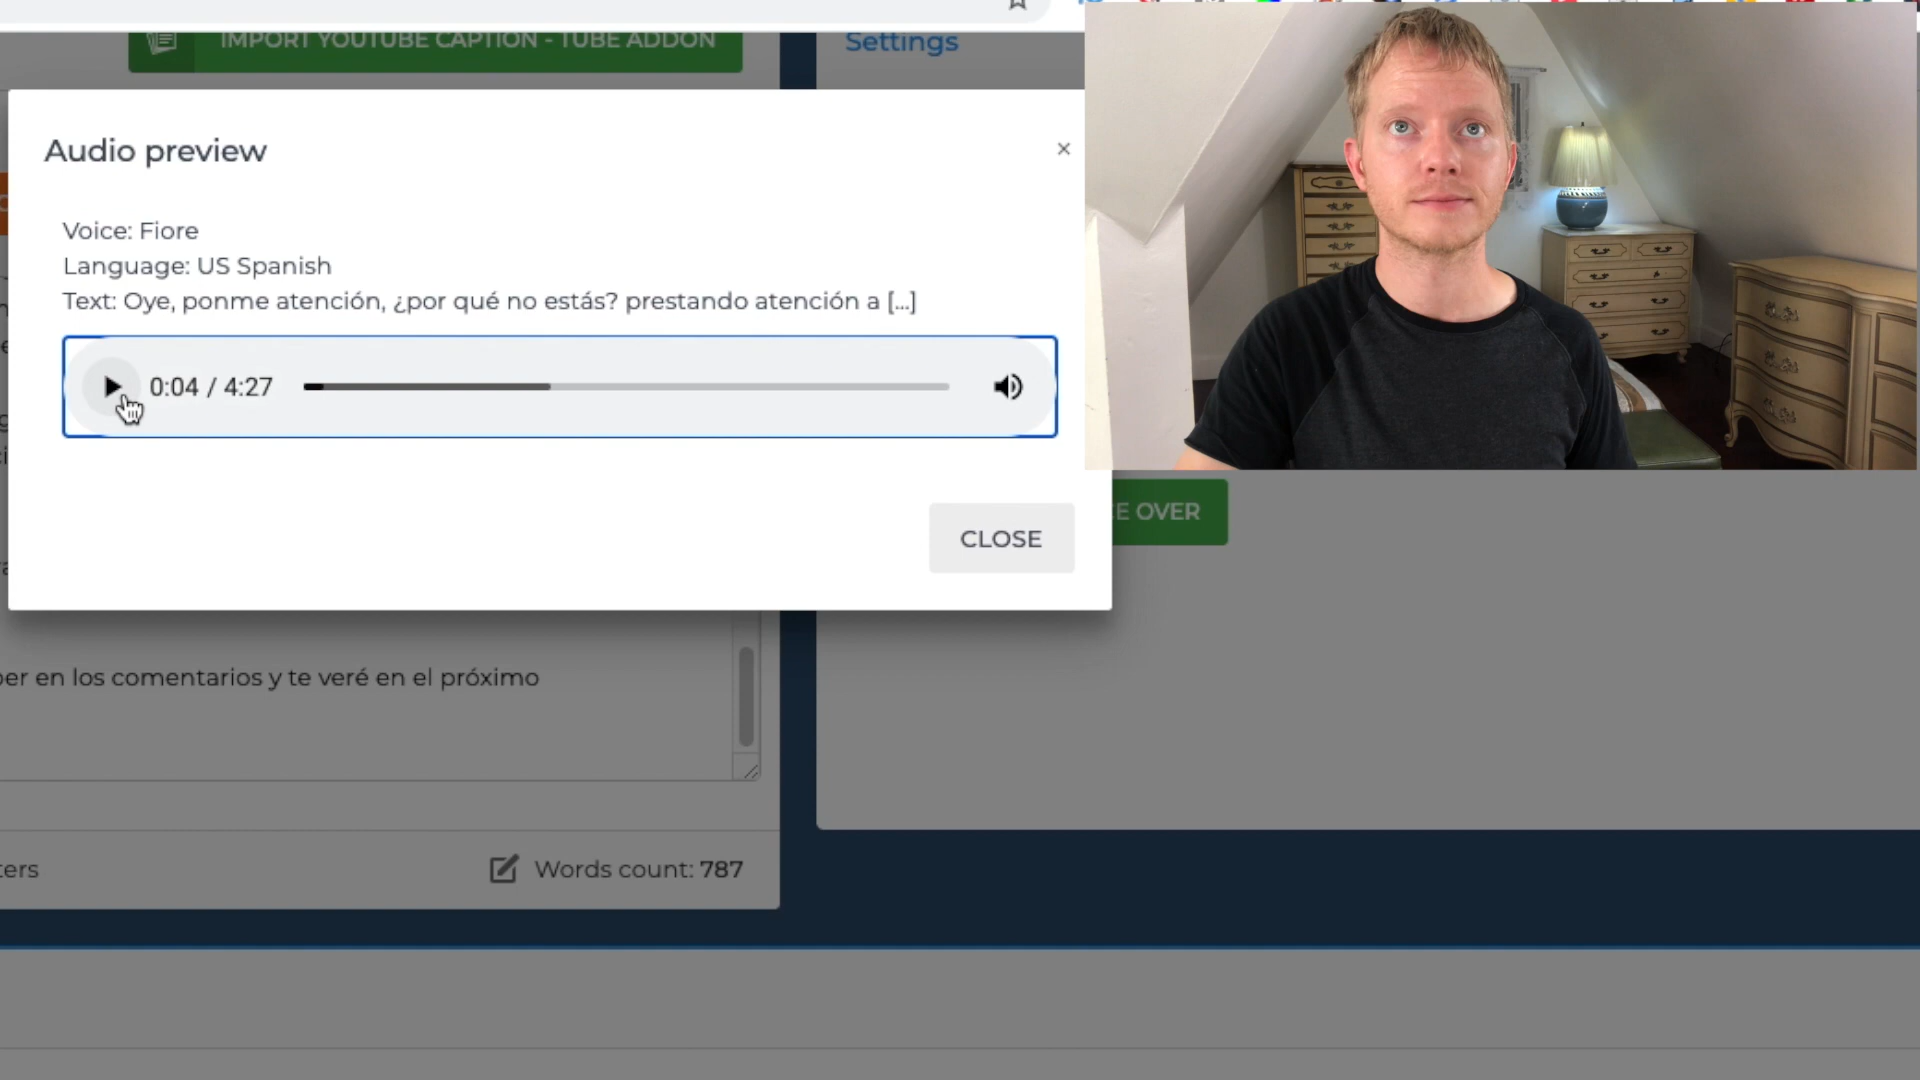 IMPORT YOUTUBE CAPTION - TUBE ADDON
Settings
Audio preview
×
Voice: Fiore
Language: US Spanish
Text: Oye, ponme atención, ¿por qué no estás? prestando atención a [...]
0:04 / 4:27
CLOSE
E OVER
er en los comentarios y te veré en el próximo
ters
Words count: 787